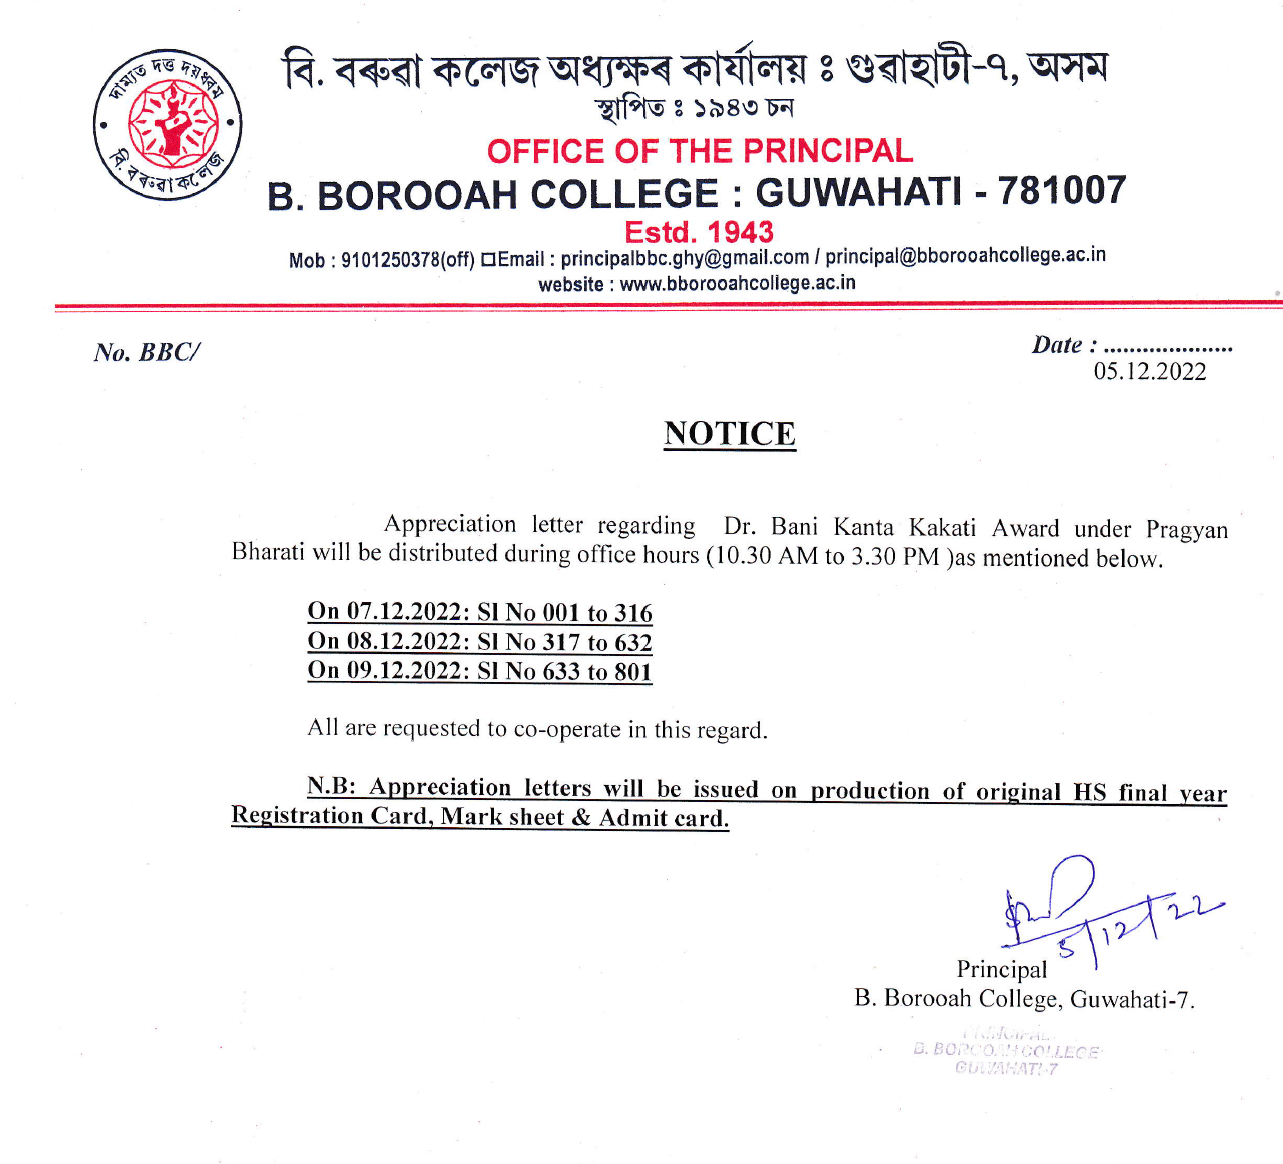 দাম্যত দত্ত দয়ধ্বম
বি. বৰুৱা কলেজ
বি. বৰুৱা কলেজ অধ্যক্ষৰ কাৰ্যালয় ঃ গুৱাহাটী-৭, অসম
স্থাপিত ঃ ১৯৪৩ চন
OFFICE OF THE PRINCIPAL
B. BOROOAH COLLEGE : GUWAHATI - 781007
Estd. 1943
Mob : 9101250378(off) □Email : principalbbc.ghy@gmail.com / principal@bborooahcollege.ac.in
website : www.bborooahcollege.ac.in
No. BBC/
Date : ....................
05.12.2022
NOTICE
Appreciation letter regarding Dr. Bani Kanta Kakati Award under Pragyan
Bharati will be distributed during office hours (10.30 AM to 3.30 PM )as mentioned below.
On 07.12.2022: Sl No 001 to 316
On 08.12.2022: Sl No 317 to 632
On 09.12.2022: Sl No 633 to 801
All are requested to co-operate in this regard.
N.B: Appreciation letters will be issued on production of original HS final year
Registration Card, Mark sheet & Admit card.
5/12/22
Principal
B. Borooah College, Guwahati-7.
PRINCIPAL
B. BOROOAH COLLEGE
GUWAHATI-7